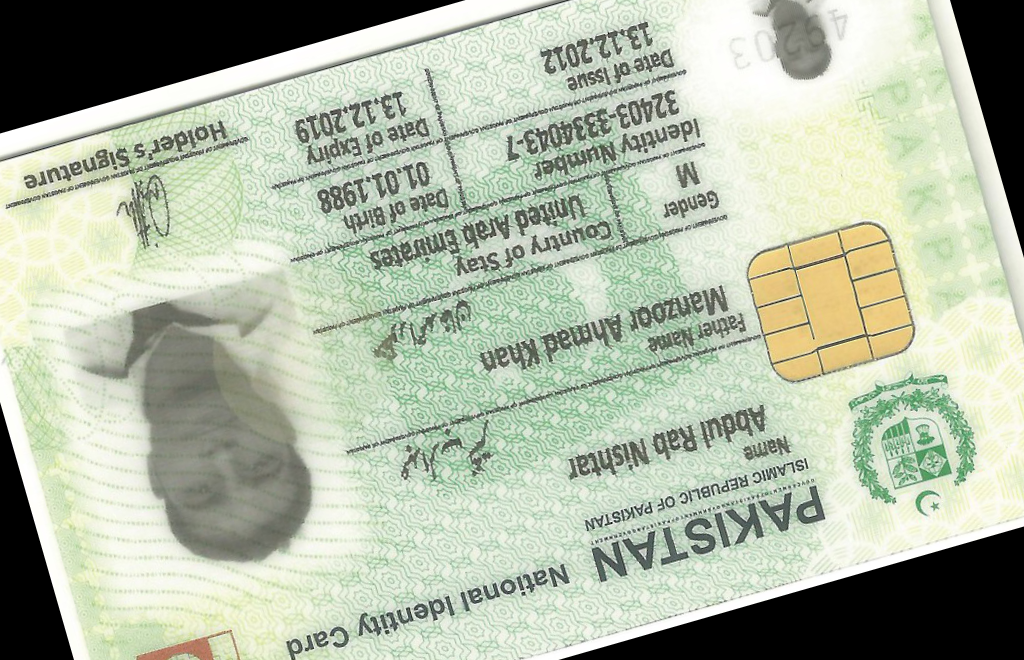 PAKISTAN National Identity Card
ISLAMIC REPUBLIC OF PAKISTAN
Name
Abdul Rab Nishtar
Father Name
Manzoor Ahmad Khan
Gender
Country of Stay
M
United Arab Emirates
Identity Number
Date of Birth
32403-3334043-7
01.01.1988
Date of Issue
Date of Expiry
13.12.2012
13.12.2019
Holder's Signature
49203